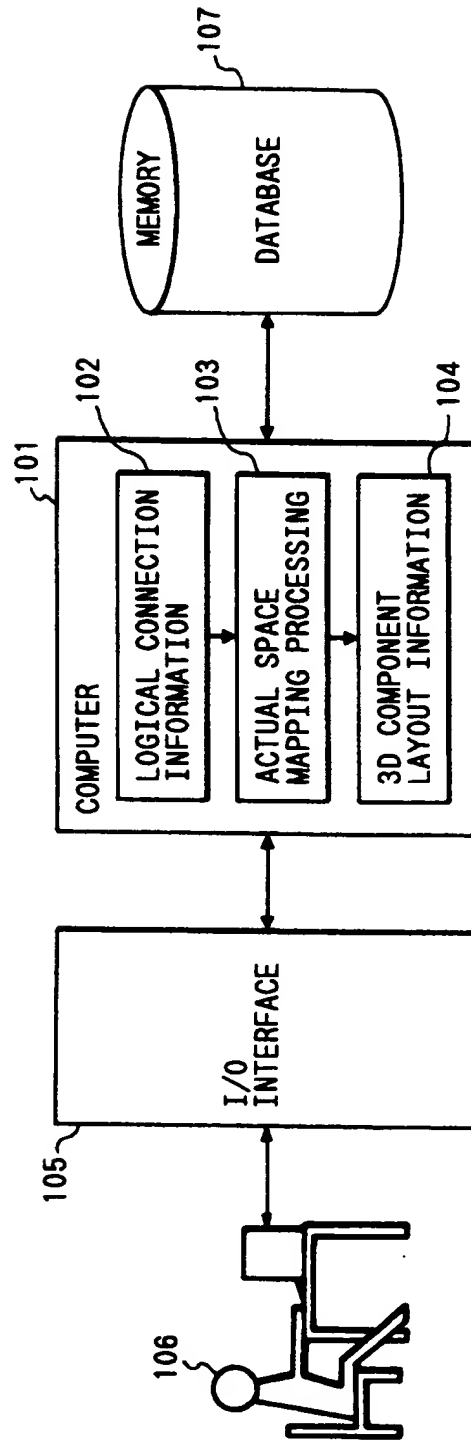 106
105
I/O
INTERFACE
101
COMPUTER
102
LOGICAL CONNECTION
INFORMATION
103
ACTUAL SPACE
MAPPING PROCESSING
104
3D COMPONENT
LAYOUT INFORMATION
107
MEMORY
DATABASE